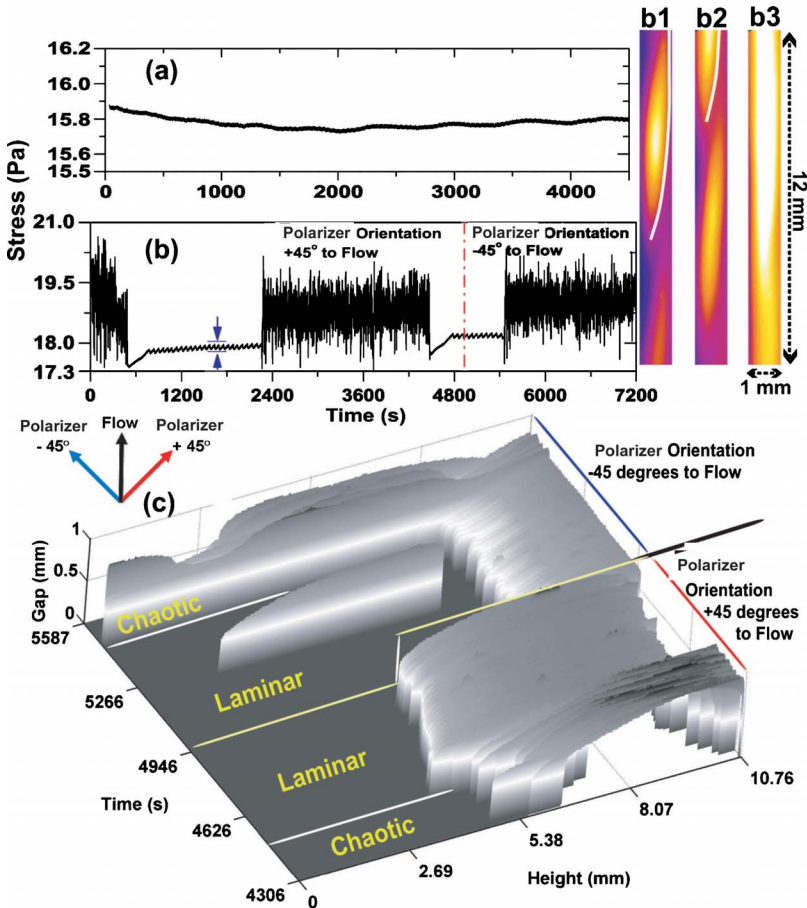 b1 b2 b3
16.2
16.0
15.8
15.6
15.5
(a)
0 1000 2000 3000 4000
Stress (Pa)
21.0
19.5
18.0
17.3
(b)
Polarizer Orientation
+45° to Flow
Polarizer Orientation
-45° to Flow
0 1200 2400 3600 4800 6000 7200
Time (s)
12 mm
1 mm
Polarizer
- 45°
Flow
Polarizer
+ 45°
(c)
Polarizer Orientation
-45 degrees to Flow
Polarizer
Orientation
+45 degrees
to Flow
1
0.5
0
Gap (mm)
5587
5266
4946
4626
4306
Time (s)
Chaotic
Laminar
Laminar
Chaotic
0
2.69
5.38
8.07
10.76
Height (mm)